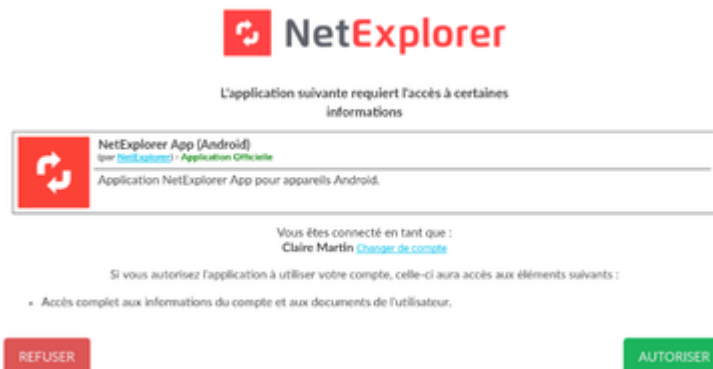 NetExplorer
L'application suivante requiert l'accès à certaines
informations
NetExplorer App (Android)
(par NetExplorer) - Application Officielle
Application NetExplorer App pour appareils Android.
Vous êtes connecté en tant que :
Claire Martin Changer de compte
Si vous autorisez l'application à utiliser votre compte, celle-ci aura accès aux éléments suivants :
• Accès complet aux informations du compte et aux documents de l'utilisateur.
REFUSER
AUTORISER